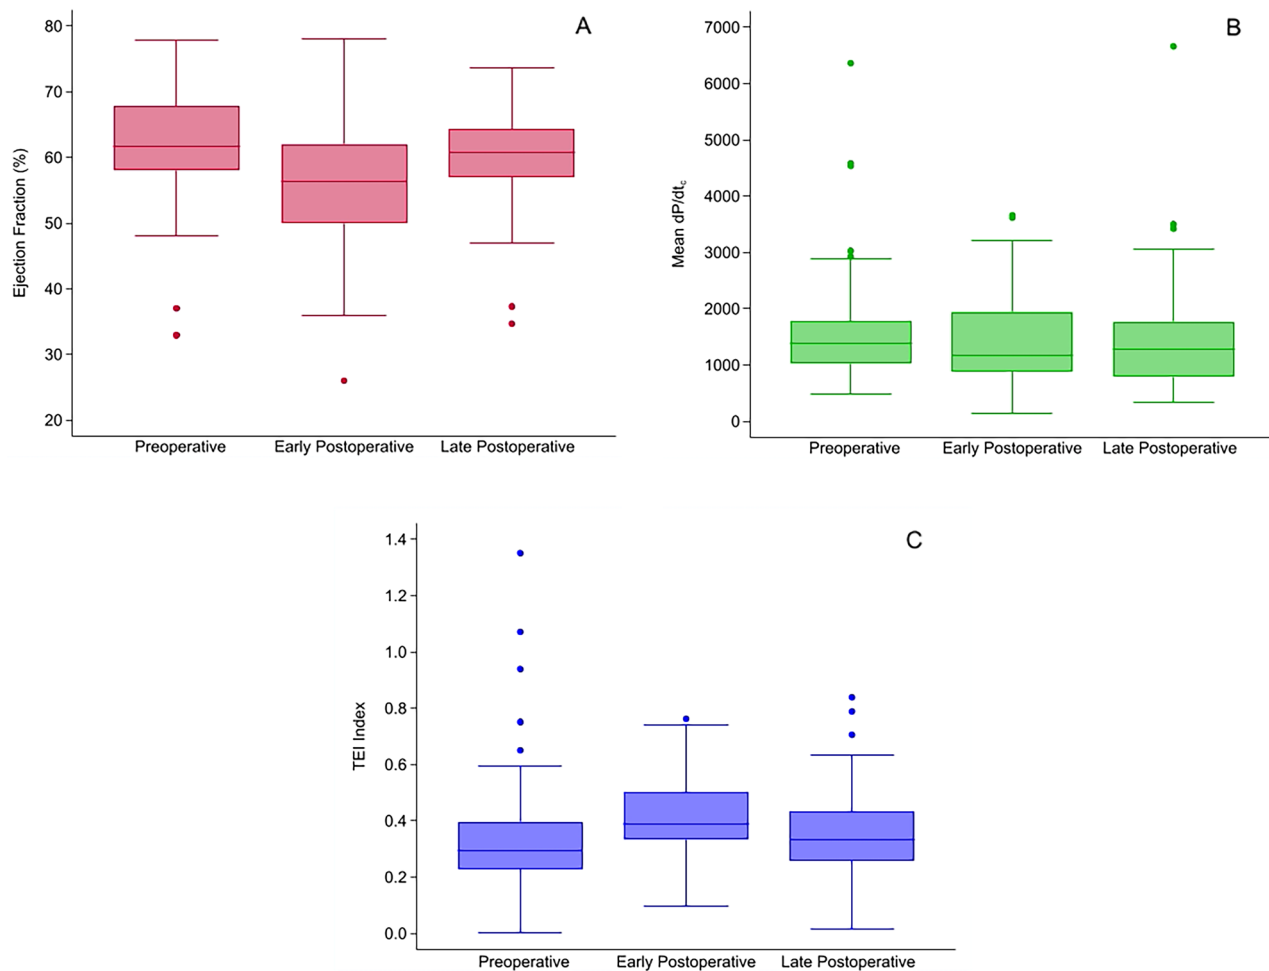 A
80
70
60
50
40
30
20
Ejection Fraction (%)
Preoperative Early Postoperative Late Postoperative
B
7000
6000
5000
4000
3000
2000
1000
0
Mean dP/dtc
Preoperative Early Postoperative Late Postoperative
C
1.4
1.2
1.0
0.8
0.6
0.4
0.2
0.0
TEI Index
Preoperative Early Postoperative Late Postoperative